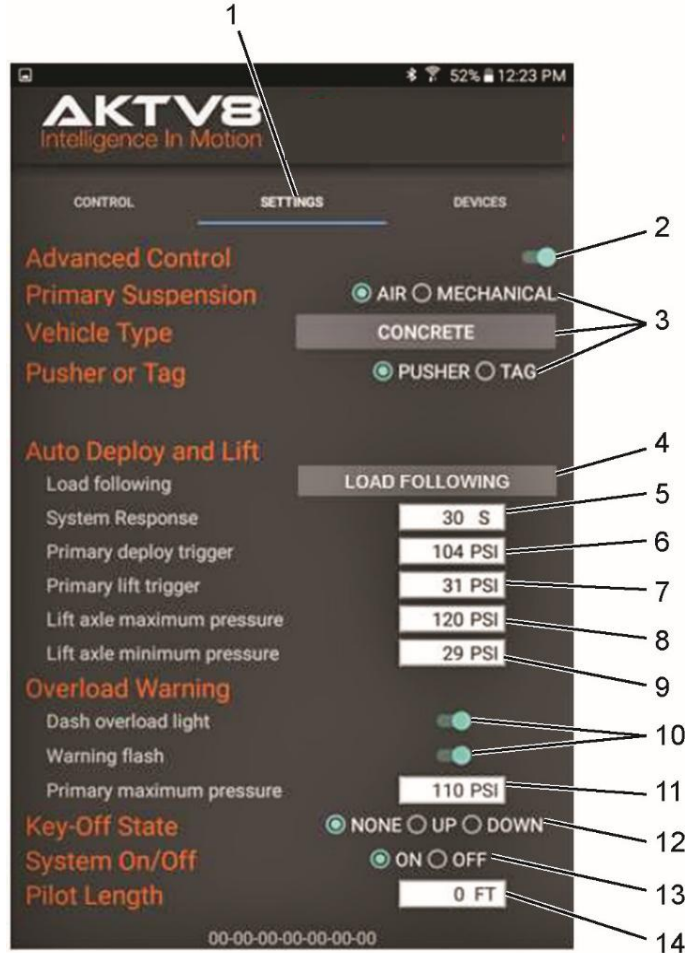 1
52% 12:23 PM
AKTV8
Intelligence In Motion
CONTROL SETTINGS DEVICES
2
Advanced Control
Primary Suspension AIR MECHANICAL
3
Vehicle Type CONCRETE
Pusher or Tag PUSHER TAG
4
Auto Deploy and Lift
Load following LOAD FOLLOWING
5
System Response 30 S
6
Primary deploy trigger 104 PSI
7
Primary lift trigger 31 PSI
8
Lift axle maximum pressure 120 PSI
9
Lift axle minimum pressure 29 PSI
Overload Warning
Dash overload light
10
Warning flash
11
Primary maximum pressure 110 PSI
12
Key-Off State NONE UP DOWN
13
System On/Off ON OFF
14
Pilot Length 0 FT
00-00-00-00-00-00-00